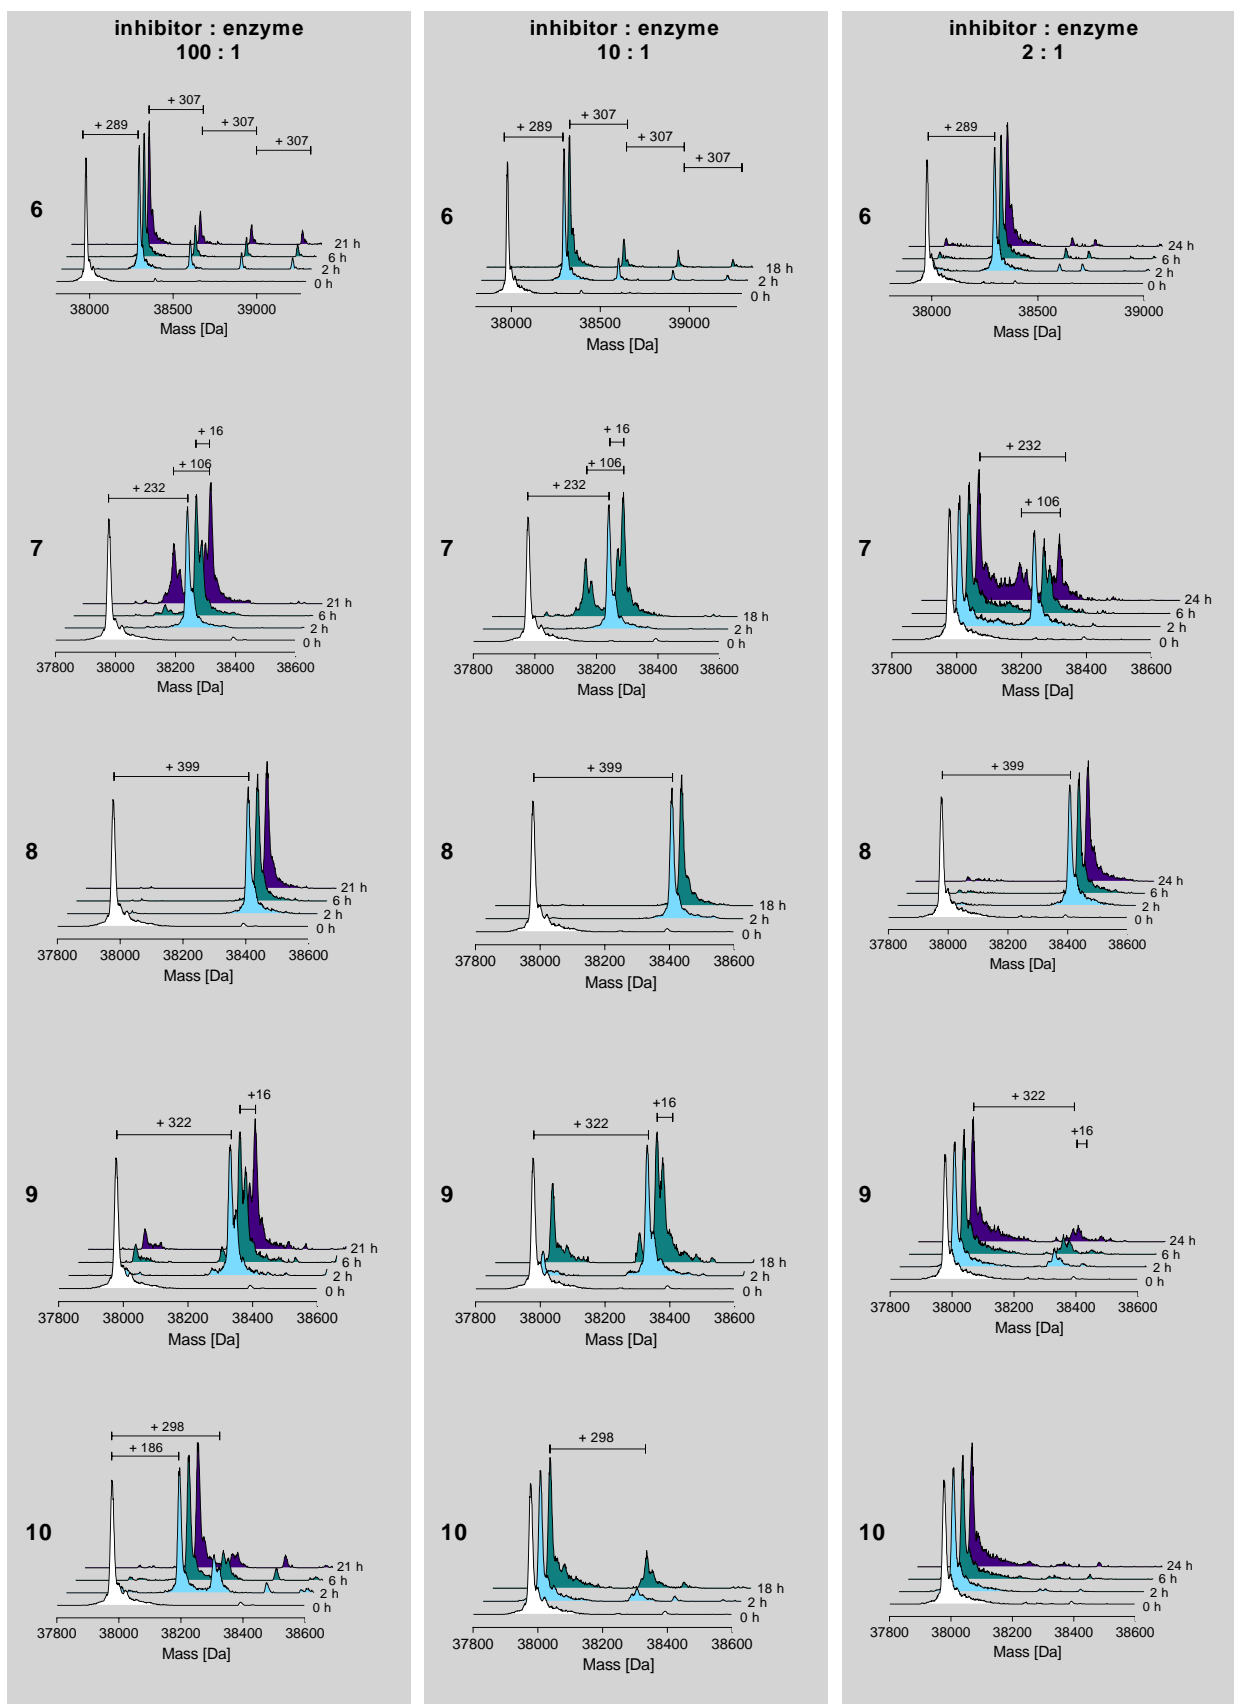 inhibitor : enzyme
100 : 1
inhibitor : enzyme
10 : 1
inhibitor : enzyme
2 : 1
6
+ 289
+ 307
+ 307
+ 307
21 h
6 h
2 h
0 h
38000 38500 39000
Mass [Da]
6
+ 289
+ 307
+ 307
+ 307
18 h
2 h
0 h
38000 38500 39000
Mass [Da]
6
+ 289
24 h
6 h
2 h
0 h
38000 38500 39000
Mass [Da]
7
+ 16
+ 106
+ 232
21 h
6 h
2 h
0 h
37800 38000 38200 38400 38600
Mass [Da]
7
+ 16
+ 106
+ 232
18 h
2 h
0 h
37800 38000 38200 38400 38600
Mass [Da]
7
+ 232
+ 106
24 h
6 h
2 h
0 h
37800 38000 38200 38400 38600
Mass [Da]
8
+ 399
21 h
6 h
2 h
0 h
37800 38000 38200 38400 38600
Mass [Da]
8
+ 399
18 h
2 h
0 h
37800 38000 38200 38400 38600
Mass [Da]
8
+ 399
24 h
6 h
2 h
0 h
37800 38000 38200 38400 38600
Mass [Da]
9
+16
+ 322
21 h
6 h
2 h
0 h
37800 38000 38200 38400 38600
Mass [Da]
9
+16
+ 322
18 h
2 h
0 h
37800 38000 38200 38400 38600
Mass [Da]
9
+ 322
+16
24 h
6 h
2 h
0 h
37800 38000 38200 38400 38600
Mass [Da]
10
+ 298
+ 186
21 h
6 h
2 h
0 h
37800 38000 38200 38400 38600
Mass [Da]
10
+ 298
18 h
2 h
0 h
37800 38000 38200 38400 38600
Mass [Da]
10
24 h
6 h
2 h
0 h
37800 38000 38200 38400 38600
Mass [Da]